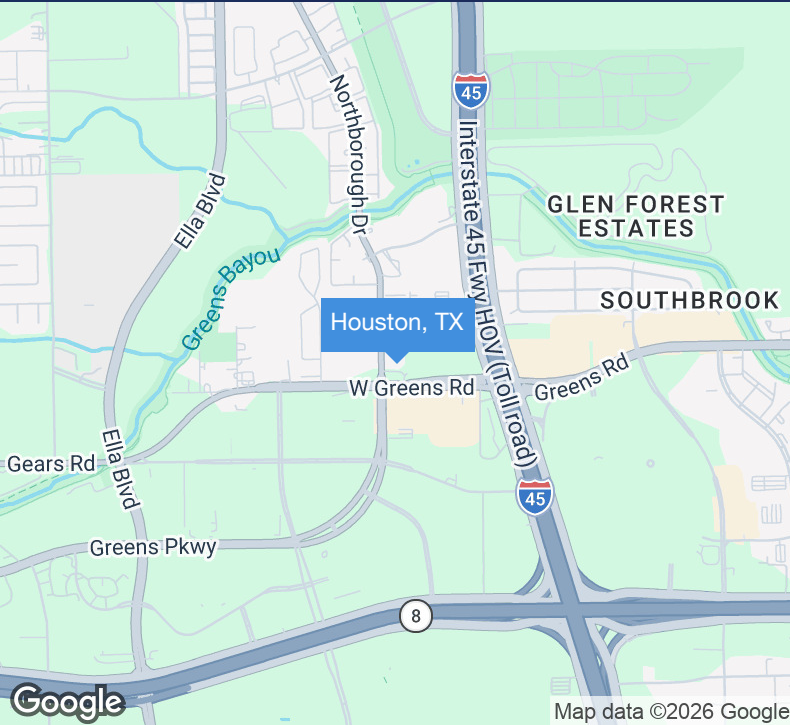 45
Northborough Dr
Interstate 45 Fwy HOV (Tollroad)
Ella Blvd
GLEN FOREST
ESTATES
Greens Bayou
SOUTHBROOK
Houston, TX
W Greens Rd
Greens Rd
Gears Rd
Ella Blvd
45
Greens Pkwy
8
Google
Map data ©2026 Google